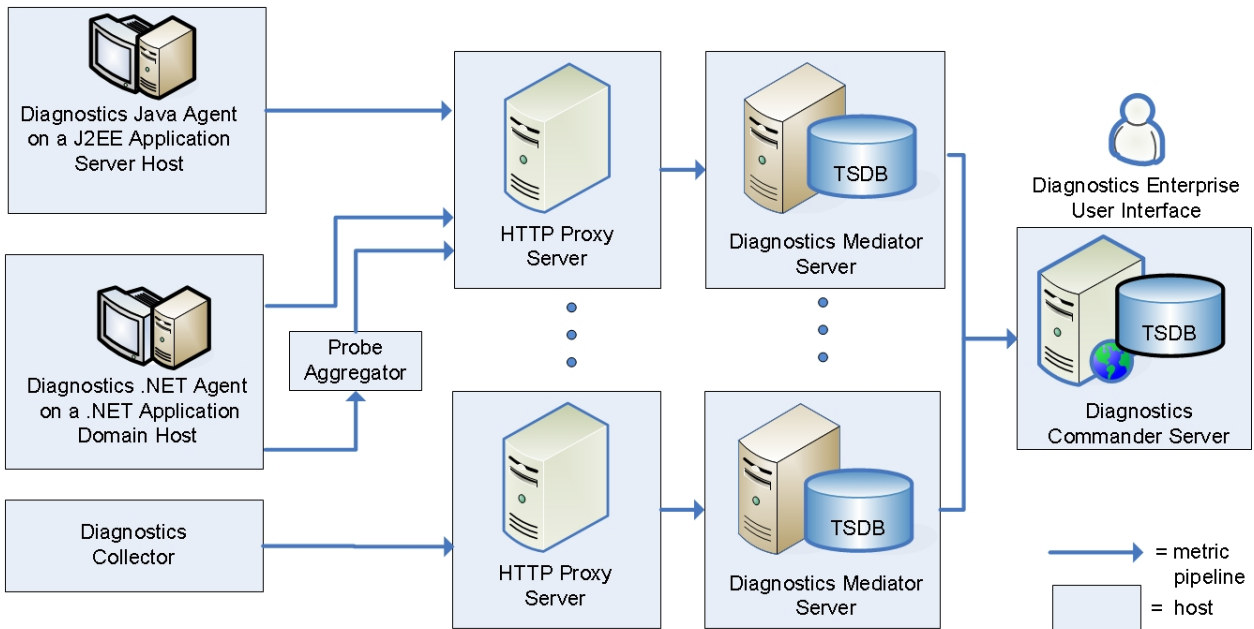 Diagnostics Java Agent
on a J2EE Application
Server Host
HTTP Proxy
Server
TSDB
Diagnostics Mediator
Server
Diagnostics Enterprise
User Interface
TSDB
Diagnostics
Commander Server
Diagnostics .NET Agent
on a .NET Application
Domain Host
Probe
Aggregator
Diagnostics
Collector
HTTP Proxy
Server
TSDB
Diagnostics Mediator
Server
= metric
pipeline
= host